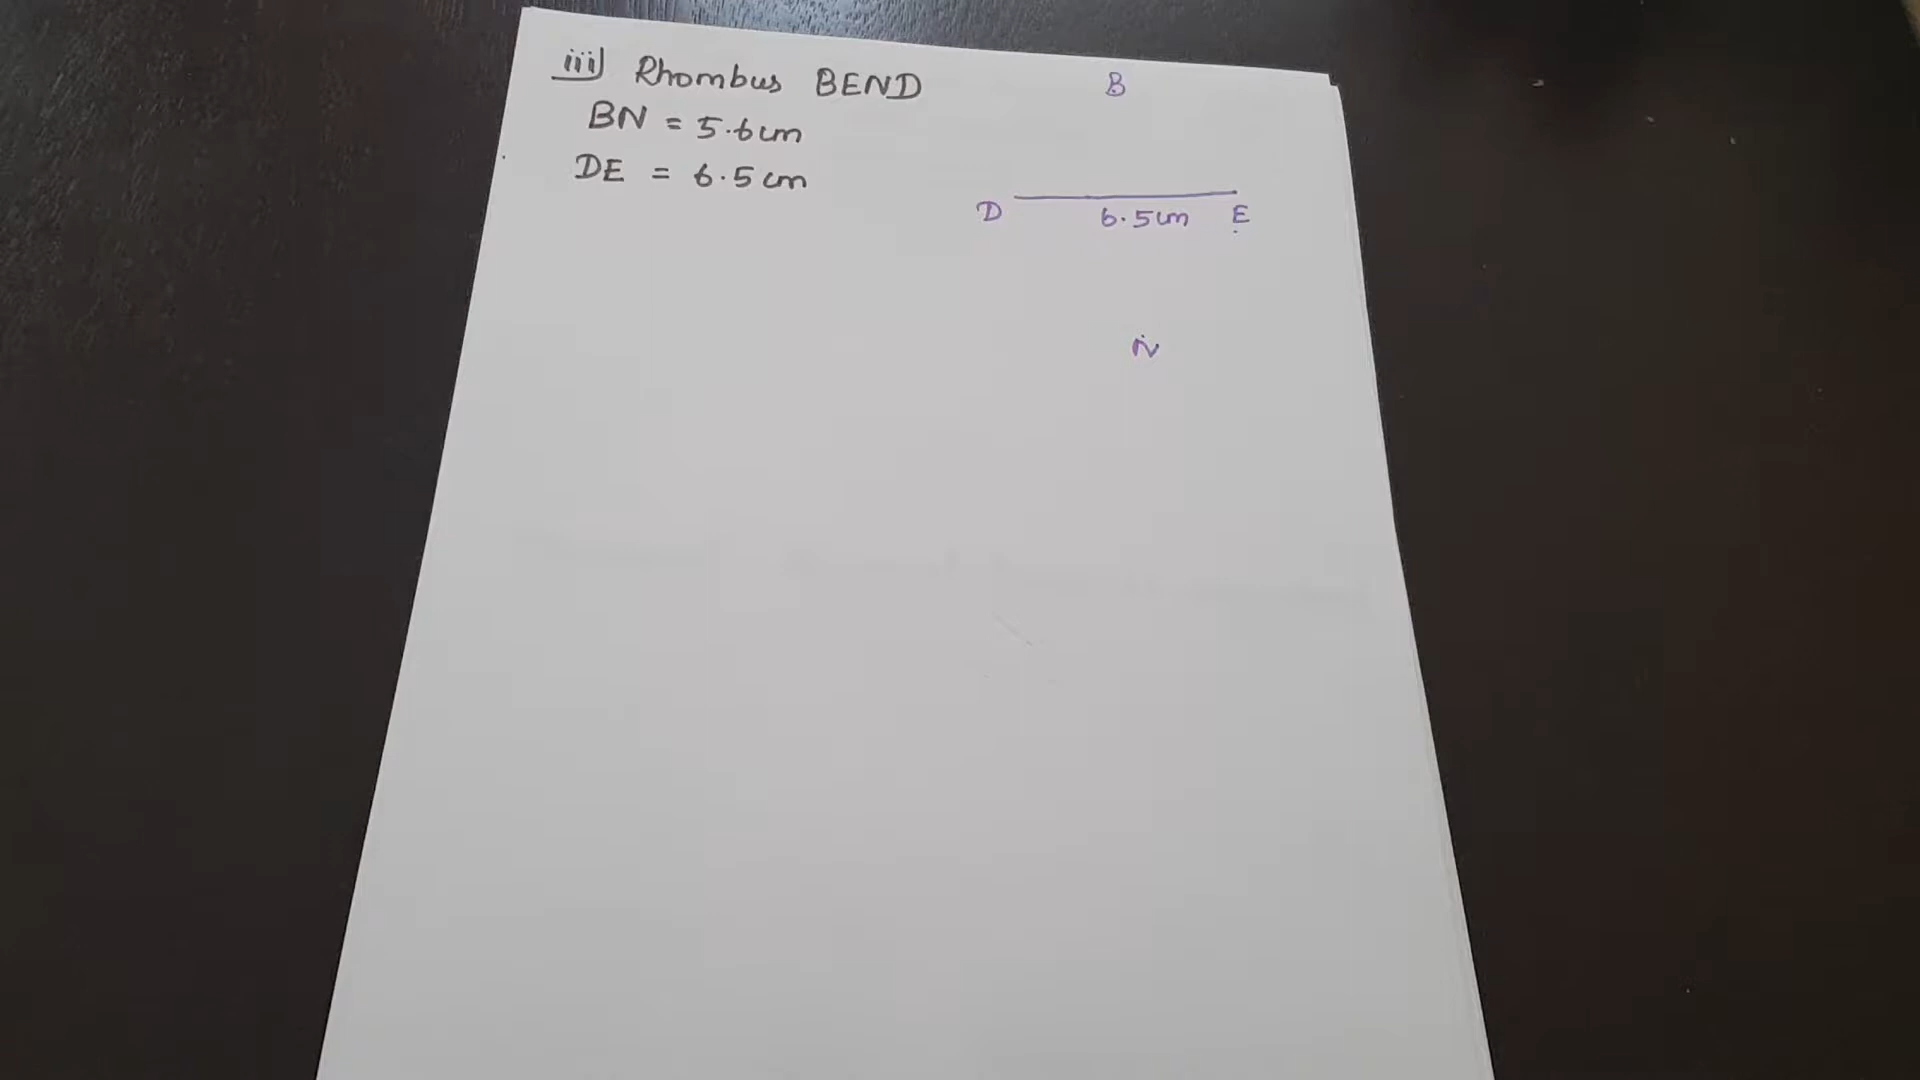 iii) Rhombus BEND
BN = 5.6cm
DE = 6.5cm
B
D 6.5cm E
N